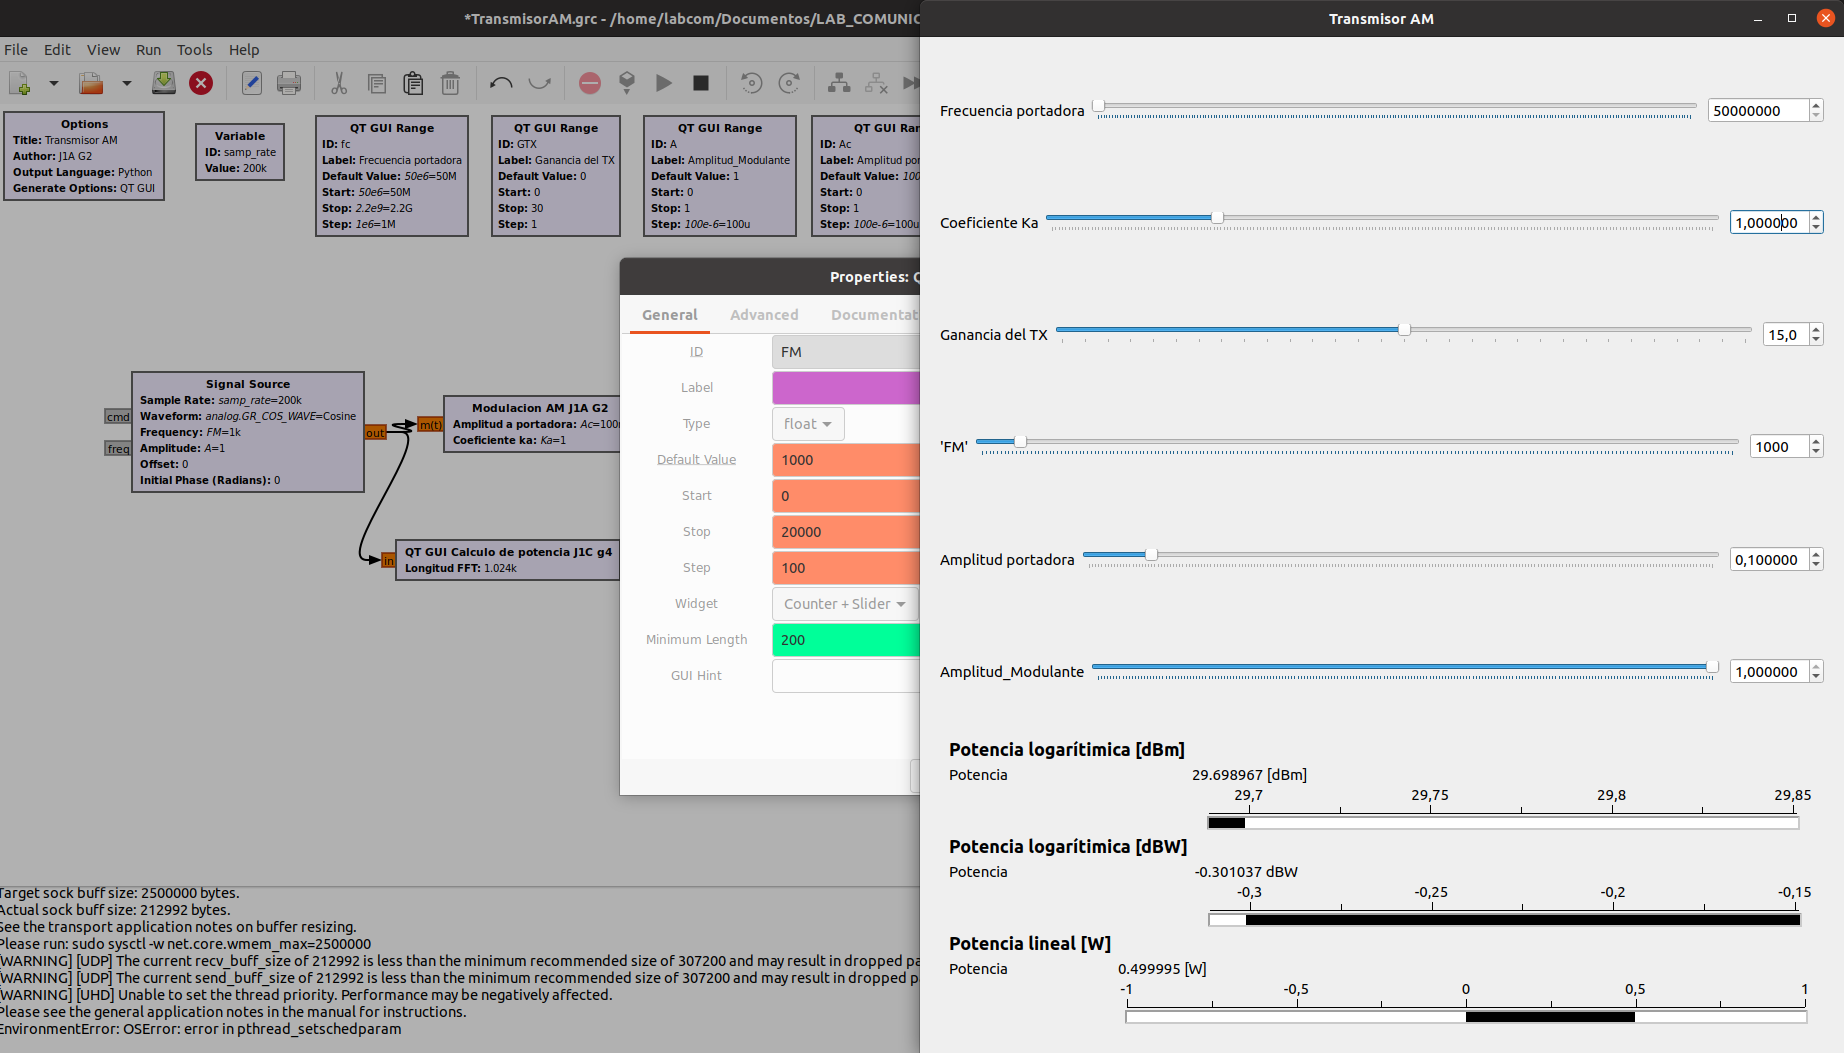 *TransmisorAM.grc - /home/labcom/Documentos/LAB_COMUNIC
File Edit View Run Tools Help
Options
Title: Transmisor AM
Author: J1A G2
Output Language: Python
Generate Options: QT GUI
Variable
ID: samp_rate
Value: 200k
QT GUI Range
ID: fc
Label: Frecuencia portadora
Default Value: 50e6=50M
Start: 50e6=50M
Stop: 2.2e9=2.2G
Step: 1e6=1M
QT GUI Range
ID: GTX
Label: Ganancia del TX
Default Value: 0
Start: 0
Stop: 30
Step: 1
QT GUI Range
ID: A
Label: Amplitud_Modulante
Default Value: 1
Start: 0
Stop: 1
Step: 100e-6=100u
QT GUI Ran
ID: Ac
Label: Amplitud por
Default Value: 100
Start: 0
Stop: 1
Step: 100e-6=100u
Signal Source
Sample Rate: samp_rate=200k
Waveform: analog.GR_COS_WAVE=Cosine
Frequency: FM=1k
Amplitude: A=1
Offset: 0
Initial Phase (Radians): 0
cmd
freq
out
m(t)
Modulacion AM J1A G2
Amplitud a portadora: Ac=100m
Coeficiente ka: Ka=1
in
QT GUI Calculo de potencia J1C g4
Longitud FFT: 1.024k
Properties: Q
General Advanced Documentat
ID FM
Label
Type float
Default Value 1000
Start 0
Stop 20000
Step 100
Widget Counter + Slider
Minimum Length 200
GUI Hint
Target sock buff size: 2500000 bytes.
Actual sock buff size: 212992 bytes.
See the transport application notes on buffer resizing.
Please run: sudo sysctl -w net.core.wmem_max=2500000
[WARNING] [UDP] The current recv_buff_size of 212992 is less than the minimum recommended size of 307200 and may result in dropped pa
[WARNING] [UDP] The current send_buff_size of 212992 is less than the minimum recommended size of 307200 and may result in dropped p
[WARNING] [UHD] Unable to set the thread priority. Performance may be negatively affected.
Please see the general application notes in the manual for instructions.
EnvironmentError: OSError: error in pthread_setschedparam
Transmisor AM
Frecuencia portadora 50000000
Coeficiente Ka 1,000000
Ganancia del TX 15,0
'FM' 1000
Amplitud portadora 0,100000
Amplitud_Modulante 1,000000
Potencia logarítimica [dBm]
Potencia 29.698967 [dBm]
29,7 29,75 29,8 29,85
Potencia logarítimica [dBW]
Potencia -0.301037 dBW
-0,3 -0,25 -0,2 -0,15
Potencia lineal [W]
Potencia 0.499995 [W]
-1 -0,5 0 0,5 1